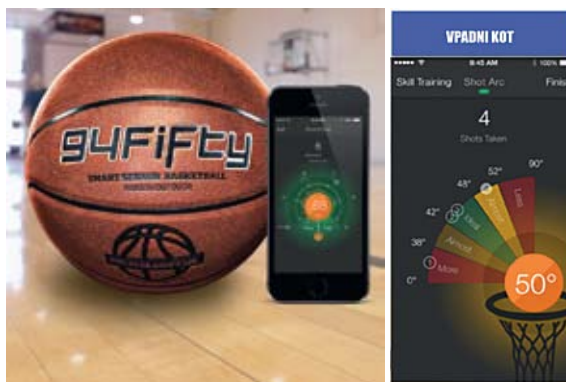 94FIFTY
SMART SENSOR BASKETBALL
VPADNI KOT
9:45 AM
100%
Skill Training
Shot Arc
Finis
4
Shots Taken
90°
52°
48°
42°
38°
0°
Less
Almost
Ideal
Almost
More
50°